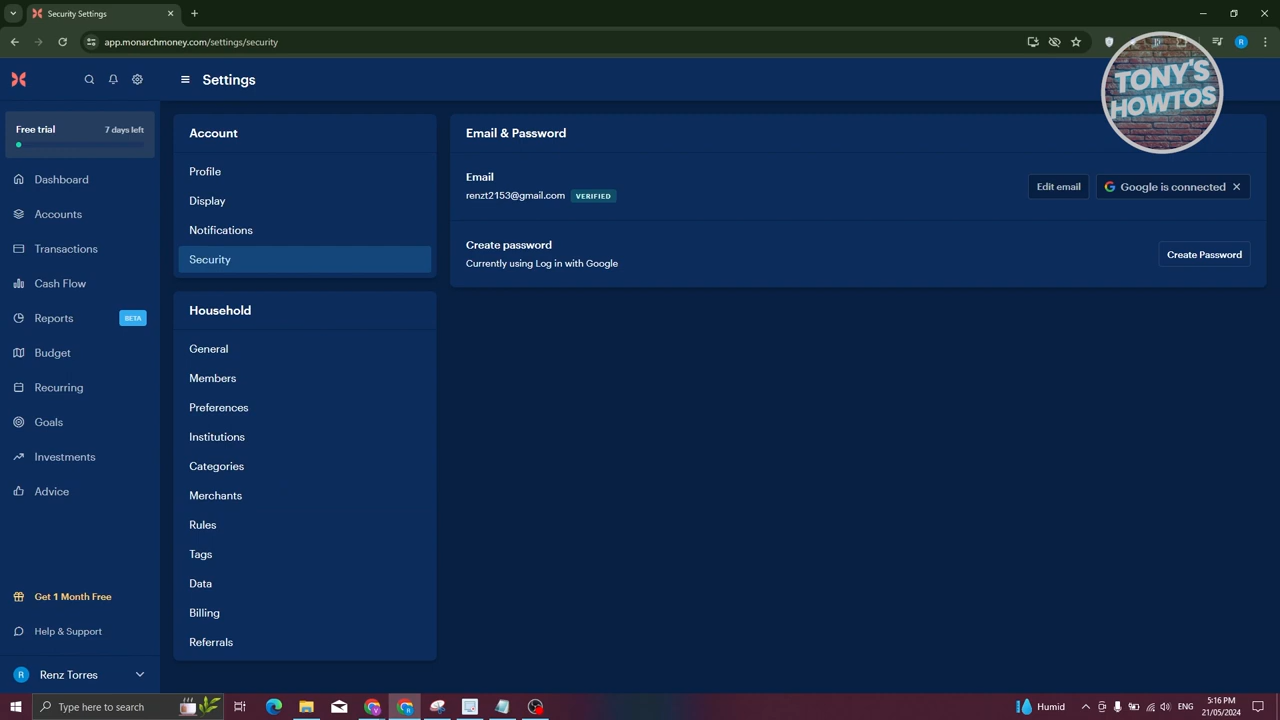 Security Settings
app.monarchmoney.com/settings/security
R
TONY'S
HOWTOS
Settings
Free trial
7 days left
Dashboard
Accounts
Transactions
Cash Flow
Reports
BETA
Budget
Recurring
Goals
Investments
Advice
Get 1 Month Free
Help & Support
R
Renz Torres
Account
Profile
Display
Notifications
Security
Household
General
Members
Preferences
Institutions
Categories
Merchants
Rules
Tags
Data
Billing
Referrals
Email & Password
Email
renzt2153@gmail.com VERIFIED
Edit email
Google is connected
Create password
Currently using Log in with Google
Create Password
Type here to search
Humid
ENG
5:16 PM
21/05/2024